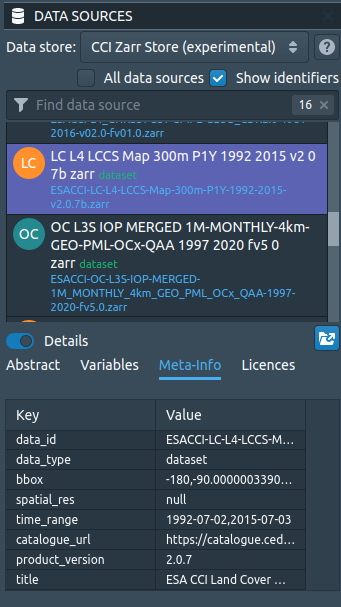 DATA SOURCES
Data store: CCI Zarr Store (experimental)
All data sources Show identifiers
Find data source 16
2016-v02.0-fv01.0.zarr
LC LC L4 LCCS Map 300m P1Y 1992 2015 v2 0
7b zarr dataset
ESACCI-LC-L4-LCCS-Map-300m-P1Y-1992-2015-
v2.0.7b.zarr
OC OC L3S IOP MERGED 1M-MONTHLY-4km-
GEO-PML-OCx-QAA 1997 2020 fv5 0
zarr dataset
ESACCI-OC-L3S-IOP-MERGED-
1M_MONTHLY_4km_GEO_PML_OCx_QAA-1997-
2020-fv5.0.zarr
Details
Abstract Variables Meta-Info Licences
Key Value
data_id ESACCI-LC-L4-LCCS-M...
data_type dataset
bbox -180,-90.0000003390...
spatial_res null
time_range 1992-07-02,2015-07-03
catalogue_url https://catalogue.ced...
product_version 2.0.7
title ESA CCI Land Cover ...